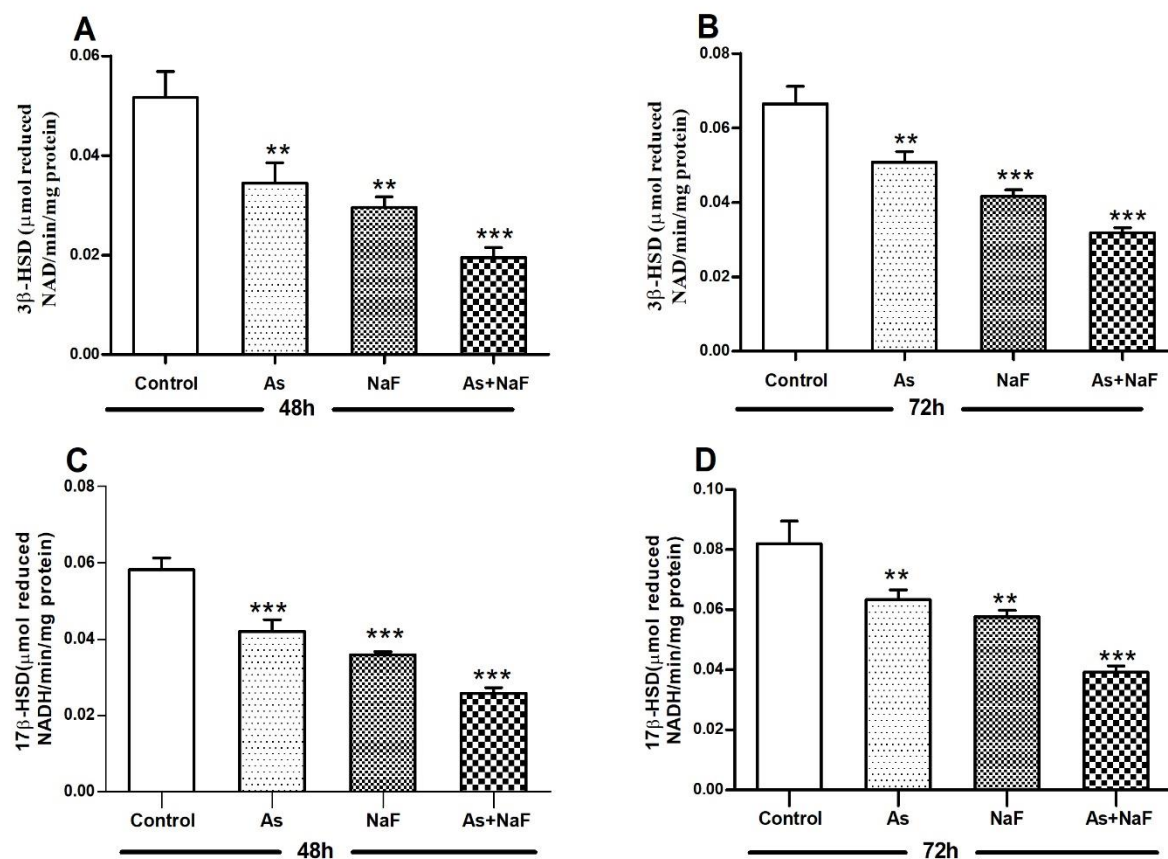 A
3β-HSD (μmol reduced
NAD/min/mg protein)
0.06
0.04
0.02
0.00
**
**
***
Control As NaF As+NaF
48h
B
3β-HSD (μmol reduced
NAD/min/mg protein)
0.08
0.06
0.04
0.02
0.00
**
***
***
Control As NaF As+NaF
72h
C
17β-HSD(μmol reduced
NADH/min/mg protein)
0.08
0.06
0.04
0.02
0.00
***
***
***
Control As NaF As+NaF
48h
D
17β-HSD(μmol reduced
NADH/min/mg protein)
0.10
0.08
0.06
0.04
0.02
0.00
**
**
***
Control As NaF As+NaF
72h